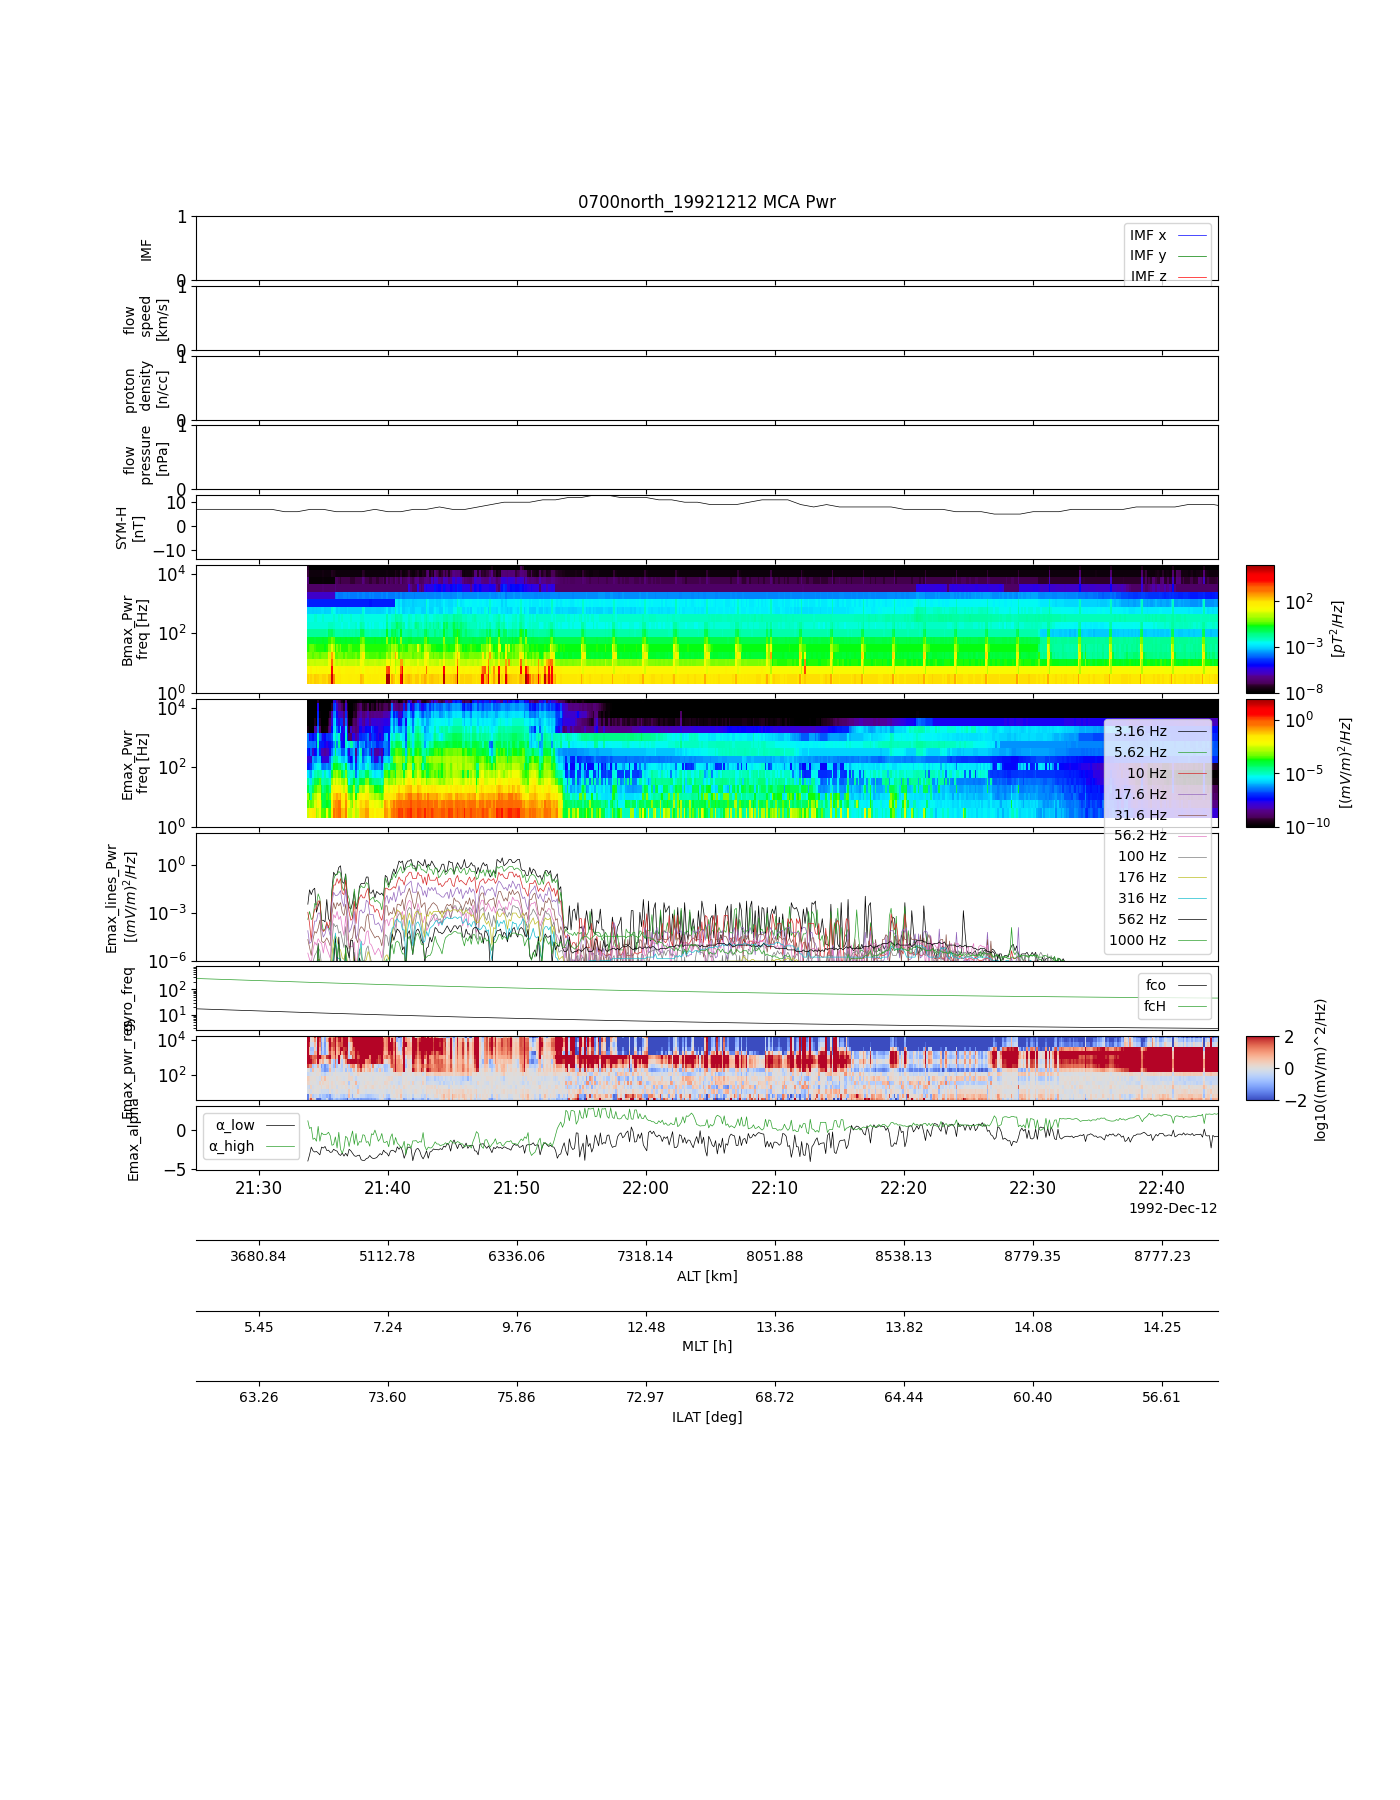 0700north_19921212 MCA Pwr
1
0
IMF
IMF x
IMF y
IMF z
1
0
flow
speed
[km/s]
1
0
proton
density
[n/cc]
1
0
flow
pressure
[nPa]
10
0
−10
SYM-H
[nT]
10^4
10^2
10^0
Bmax_Pwr
freq [Hz]
10^2
10^−3
10^−8
[pT^2/Hz]
10^4
10^2
10^0
Emax_Pwr
freq [Hz]
10^0
10^−5
10^−10
[(mV/m)^2/Hz]
3.16 Hz
5.62 Hz
10 Hz
17.6 Hz
31.6 Hz
56.2 Hz
100 Hz
176 Hz
316 Hz
562 Hz
1000 Hz
10^0
10^−3
10^−6
Emax_lines_Pwr
[(mV/m)^2/Hz]
10^2
10^1
gyro_freq
fco
fcH
10^4
10^2
Emax_pwr_reg
2
0
−2
log10((mV/m)^2/Hz)
0
−5
Emax_alpha
α_low
α_high
21:30 21:40 21:50 22:00 22:10 22:20 22:30 22:40
1992-Dec-12
3680.84 5112.78 6336.06 7318.14 8051.88 8538.13 8779.35 8777.23
ALT [km]
5.45 7.24 9.76 12.48 13.36 13.82 14.08 14.25
MLT [h]
63.26 73.60 75.86 72.97 68.72 64.44 60.40 56.61
ILAT [deg]